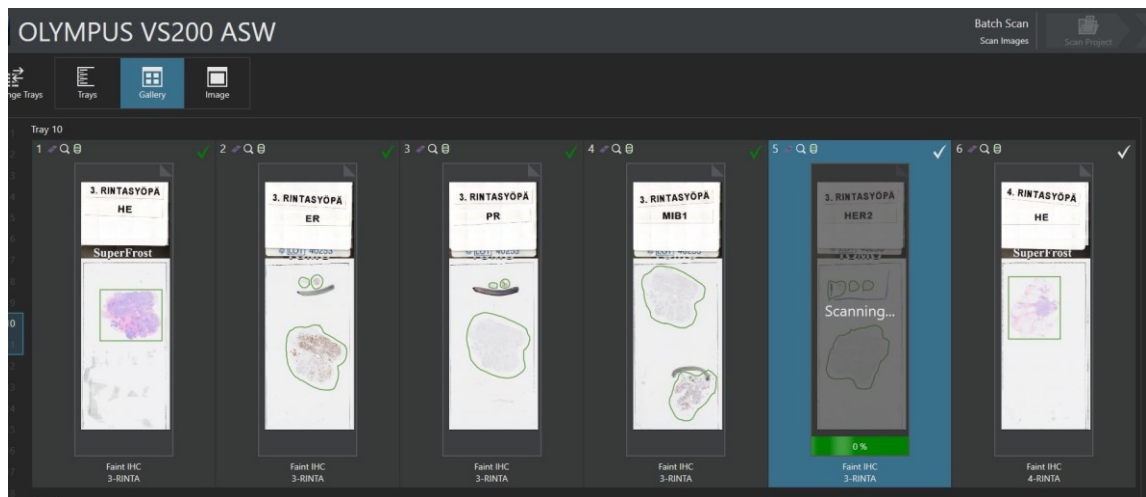 OLYMPUS VS200 ASW
Batch Scan
Scan Images
Scan Project
nge Trays
Trays
Gallery
Image
Tray 10
1
2
3
4
5
6
3. RINTASYÖPÄ
HE
SuperFrost
3. RINTASYÖPÄ
ER
3. RINTASYÖPÄ
PR
3. RINTASYÖPÄ
MIB1
3. RINTASYÖPÄ
HER2
Scanning...
0 %
4. RINTASYÖPÄ
HE
SuperFrost
Faint IHC
3-RINTA
Faint IHC
3-RINTA
Faint IHC
3-RINTA
Faint IHC
3-RINTA
Faint IHC
3-RINTA
Faint IHC
4-RINTA